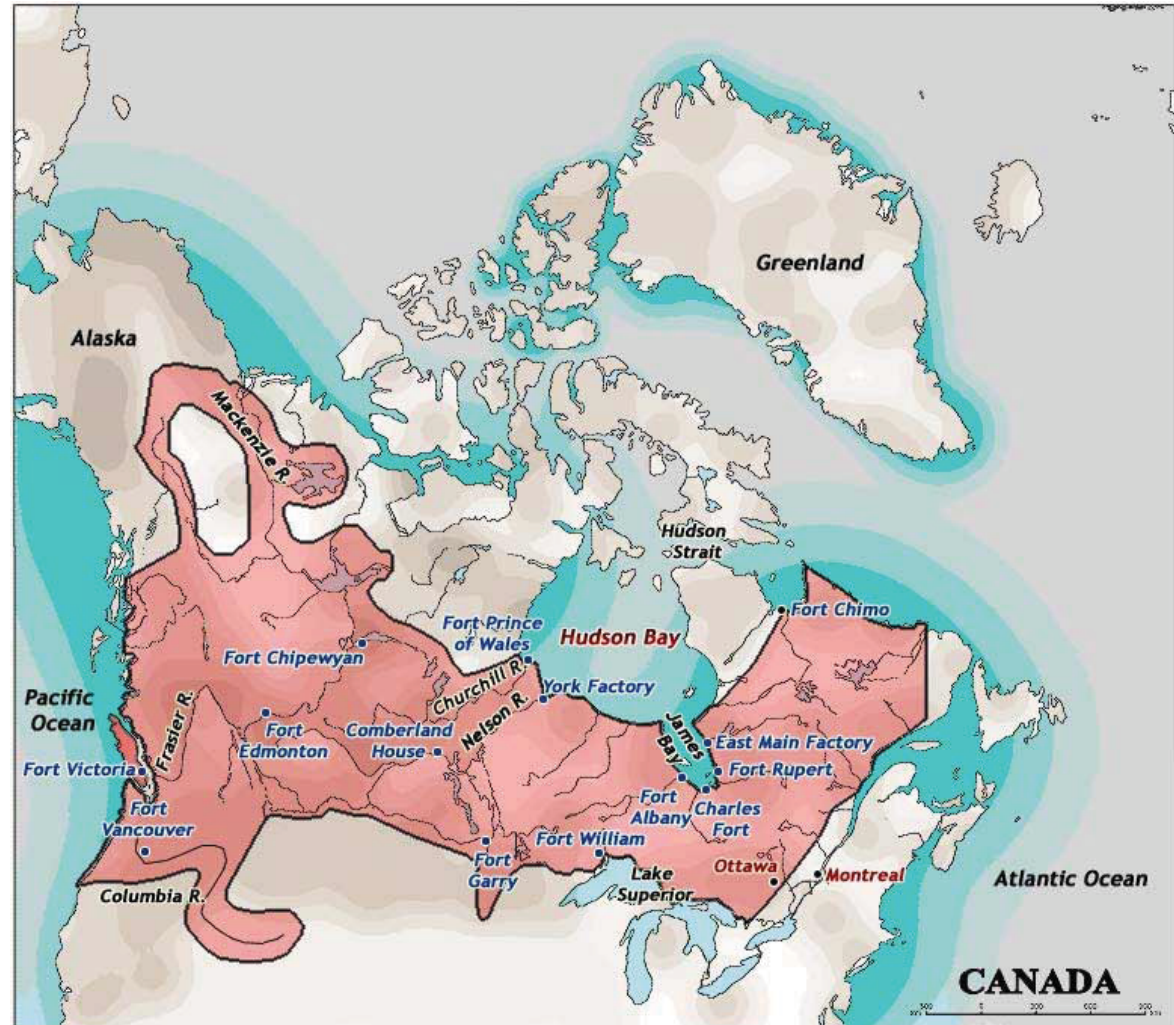 Greenland
Alaska
Mackenzie R.
Hudson
Strait
Fort Chimo
Fort Prince
of Wales
Hudson Bay
Fort Chipewyan
Churchill R.
York Factory
Nelson R.
Pacific
Ocean
Frasier R.
Fort
Edmonton
Comberland
House
James
Bay
East Main Factory
Fort Victoria
Fort Rupert
Fort
Vancouver
Fort
Albany
Charles
Fort
Fort William
Fort
Garry
Lake
Superior
Ottawa
Montreal
Columbia R.
Atlantic Ocean
CANADA